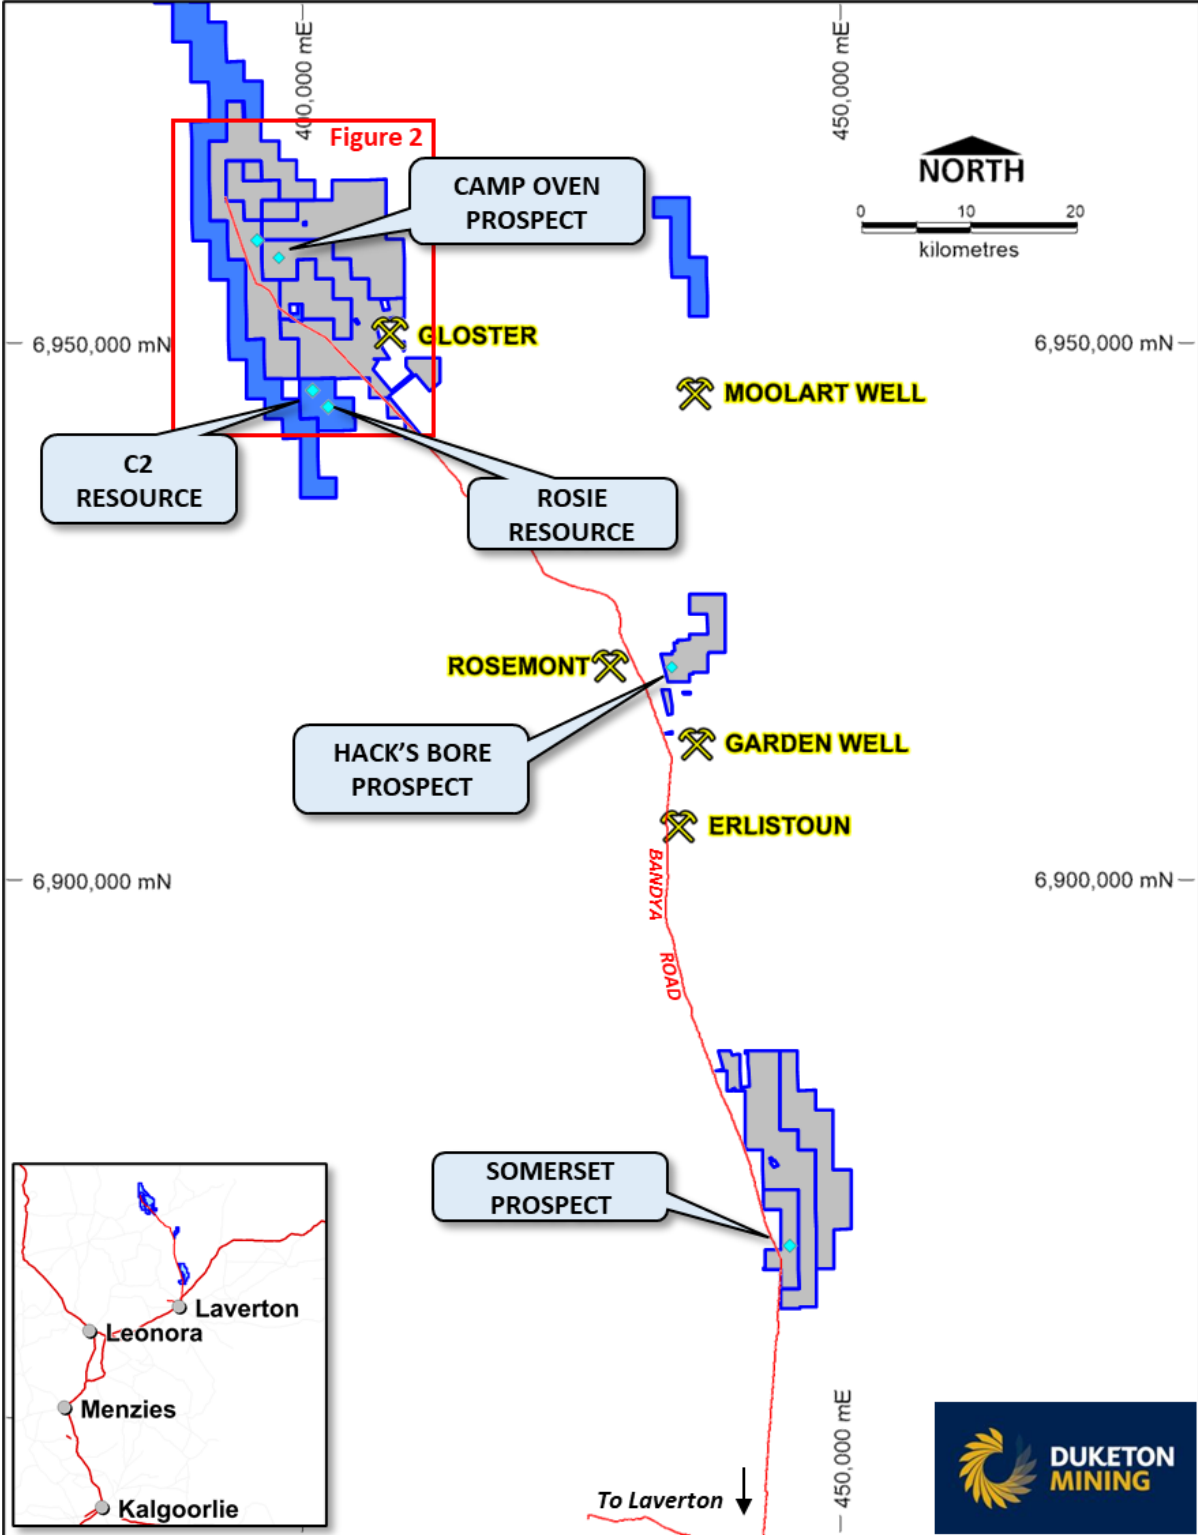 400,000 mE
450,000 mE
Figure 2
NORTH
CAMP OVEN
PROSPECT
0 10 20
kilometres
GLOSTER
6,950,000 mN
6,950,000 mN
MOOLART WELL
C2
RESOURCE
ROSIE
RESOURCE
ROSEMONT
HACK'S BORE
PROSPECT
GARDEN WELL
ERLISTOUN
BANDYA
ROAD
6,900,000 mN
6,900,000 mN
SOMERSET
PROSPECT
Laverton
Leonora
Menzies
Kalgoorlie
450,000 mE
To Laverton
DUKETON
MINING